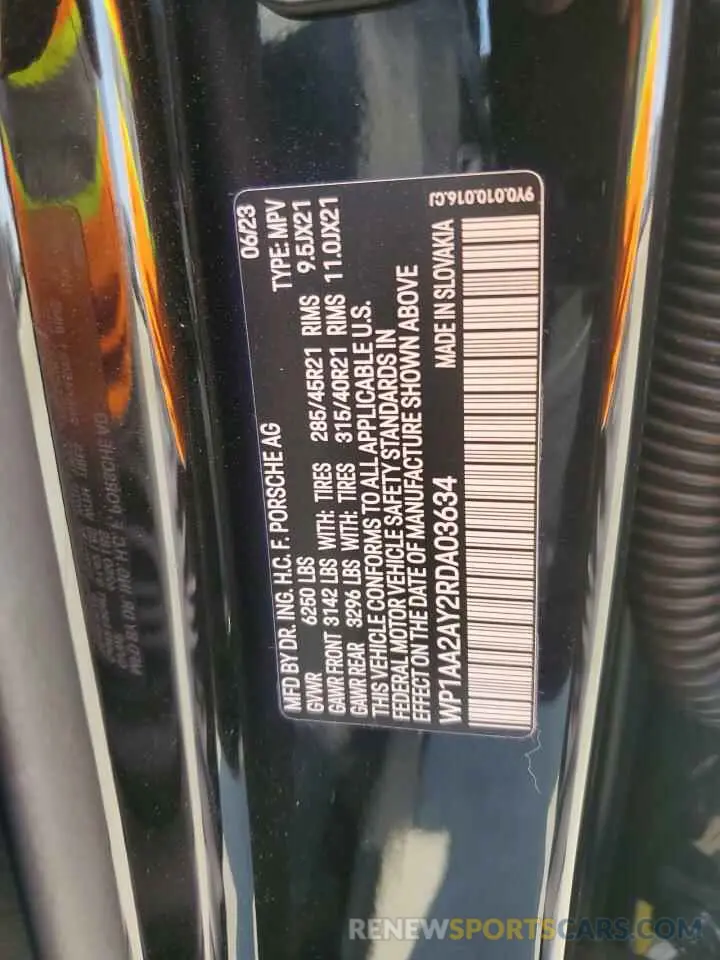 MFD BY DR. ING. H.C. F. PORSCHE AG 06/23
GVWR 6250 LBS TYPE: MPV
GAWR FRONT 3142 LBS WITH: TIRES 285/45R21 RIMS 9.5JX21
GAWR REAR 3296 LBS WITH: TIRES 315/40R21 RIMS 11.0JX21
THIS VEHICLE CONFORMS TO ALL APPLICABLE U.S.
FEDERAL MOTOR VEHICLE SAFETY STANDARDS IN
EFFECT ON THE DATE OF MANUFACTURE SHOWN ABOVE
WP1AA2AY2RDA03634 MADE IN SLOVAKIA
9Y0.010.016.CJ
RENEWSPORTSCARS.COM